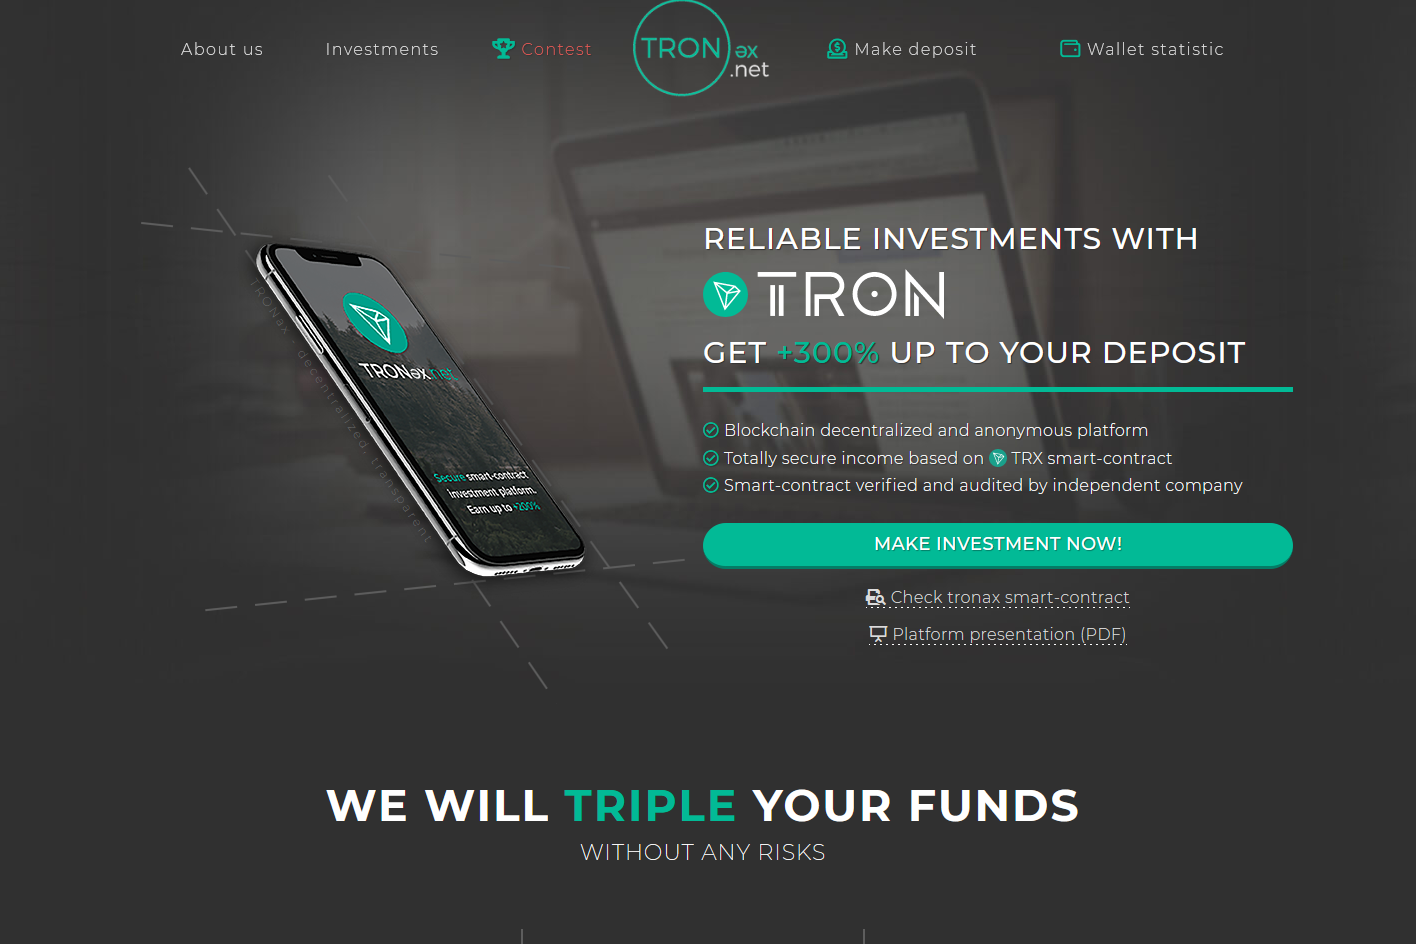 About us
Investments
Contest
TRON
əx
.net
Make deposit
Wallet statistic
RELIABLE INVESTMENTS WITH
TRON
GET +300% UP TO YOUR DEPOSIT
Blockchain decentralized and anonymous platform
Totally secure income based on TRX smart-contract
Smart-contract verified and audited by independent company
MAKE INVESTMENT NOW!
Check tronax smart-contract
Platform presentation (PDF)
TRONəx.net
Secure smart-contract
investment platform.
Earn up to +200%
TRONəx - decentralized, transparent
WE WILL TRIPLE YOUR FUNDS
WITHOUT ANY RISKS